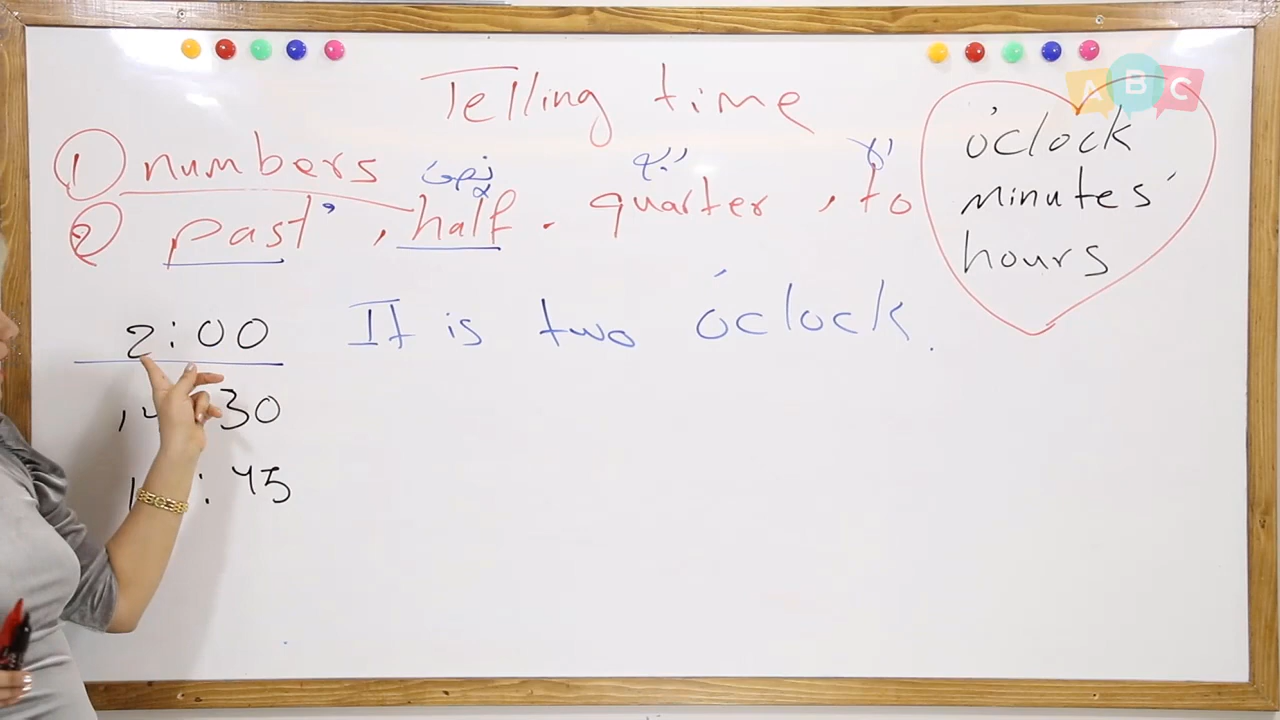 Telling time
A B C
1 numbers
2 past , half . quarter , to
o'clock
minutes
hours
2:00 It is two o'clock.
30
: 45